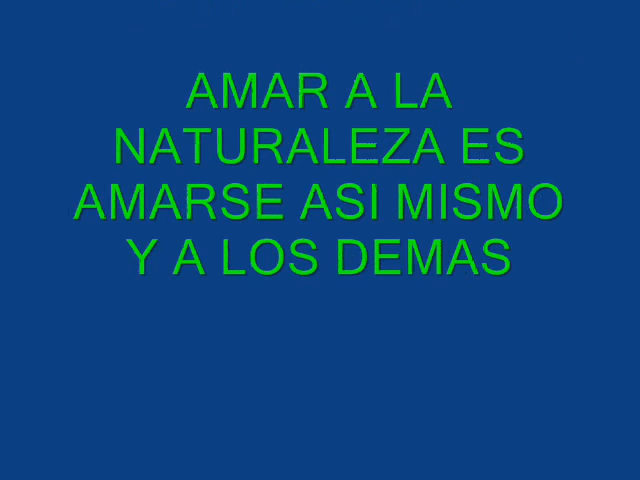 AMAR A LA
NATURALEZA ES
AMARSE ASI MISMO
Y A LOS DEMAS